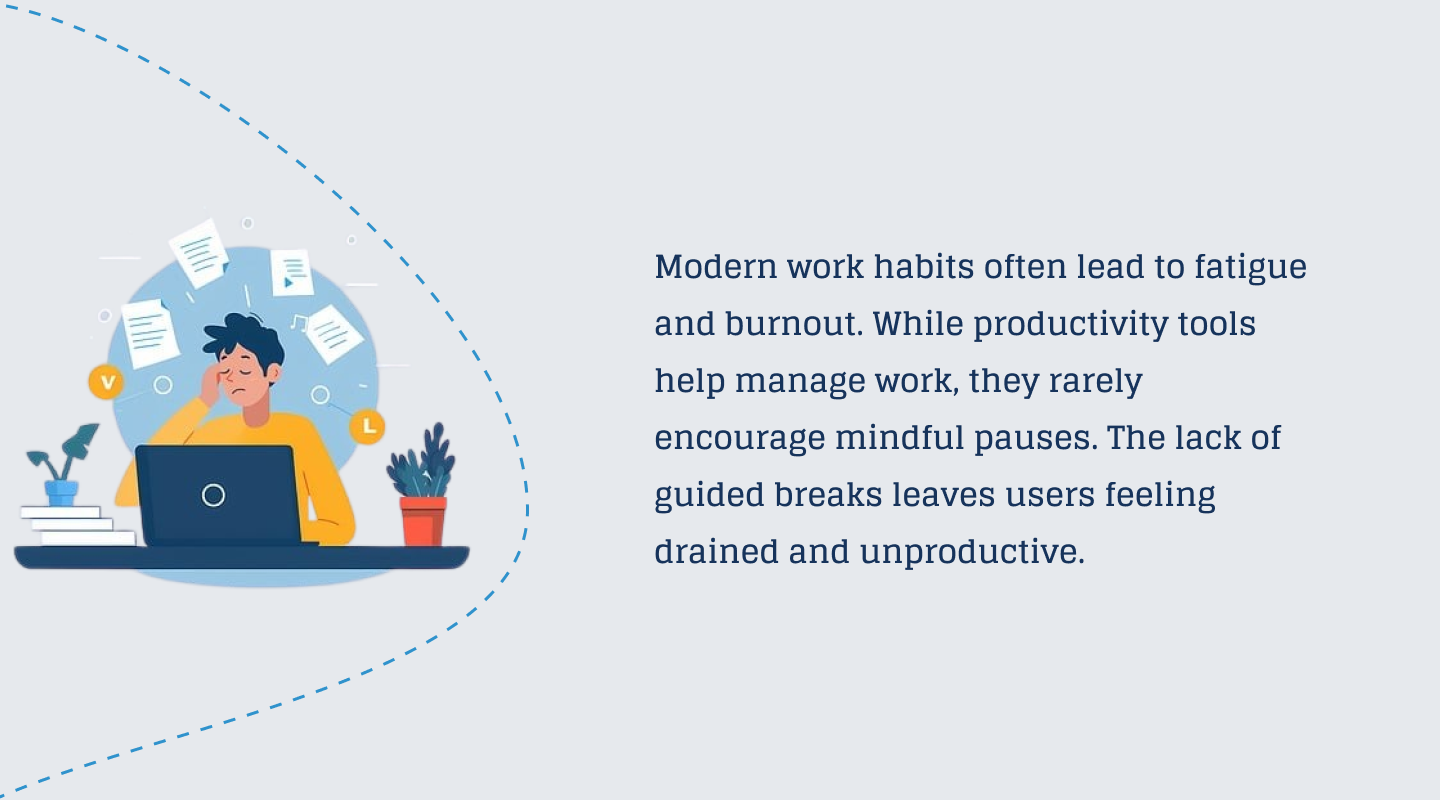 V
L
Modern work habits often lead to fatigue
and burnout. While productivity tools
help manage work, they rarely
encourage mindful pauses. The lack of
guided breaks leaves users feeling
drained and unproductive.